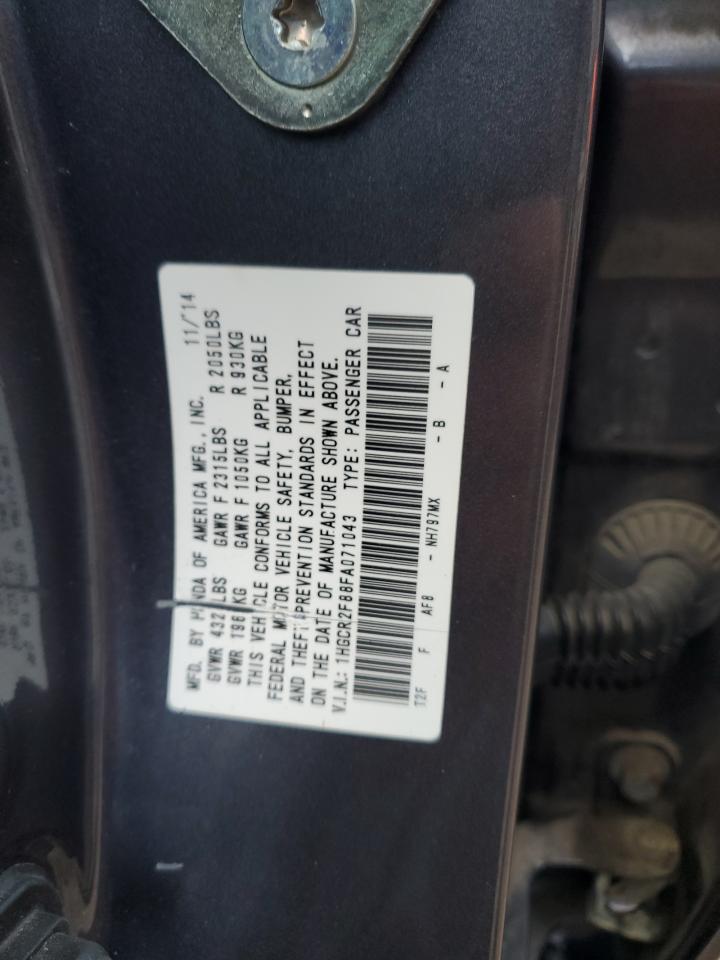 MFD. BY HONDA OF AMERICA MFG., INC. 11/'14
GVWR 432 LBS GAWR F 2315LBS R 2050LBS
GVWR 196 KG GAWR F 1050KG R 930KG
THIS VEHICLE CONFORMS TO ALL APPLICABLE
FEDERAL MOTOR VEHICLE SAFETY, BUMPER,
AND THEFT PREVENTION STANDARDS IN EFFECT
ON THE DATE OF MANUFACTURE SHOWN ABOVE.
V.I.N.: 1HGCR2F88FA071043 TYPE: PASSENGER CAR
T2F F AF8 - NH797MX - B - A